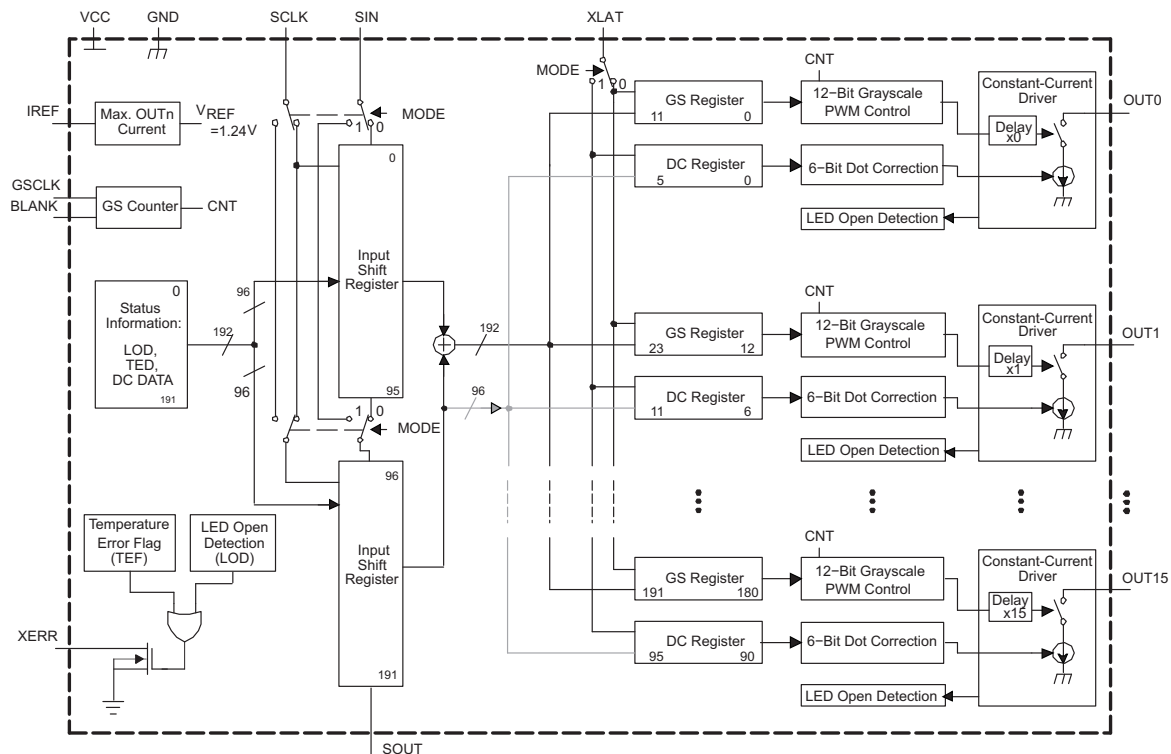 VCC
GND
SCLK
SIN
XLAT
MODE
1 0
CNT
IREF
Max. OUTn
Current
VREF
=1.24V
1 0
MODE
GS Register
11 0
12−Bit Grayscale
PWM Control
Constant-Current
Driver
Delay
x0
OUT0
DC Register
5 0
6−Bit Dot Correction
LED Open Detection
GSCLK
BLANK
GS Counter
CNT
0
Input
Shift
Register
95
0
Status
Information:
LOD,
TED,
DC DATA
191
192
96
96
192
96
CNT
GS Register
23 12
12−Bit Grayscale
PWM Control
Constant-Current
Driver
Delay
x1
OUT1
DC Register
11 6
6−Bit Dot Correction
LED Open Detection
1 0
MODE
96
Input
Shift
Register
191
Temperature
Error Flag
(TEF)
LED Open
Detection
(LOD)
XERR
CNT
GS Register
191 180
12−Bit Grayscale
PWM Control
Constant-Current
Driver
Delay
x15
OUT15
DC Register
95 90
6−Bit Dot Correction
LED Open Detection
SOUT